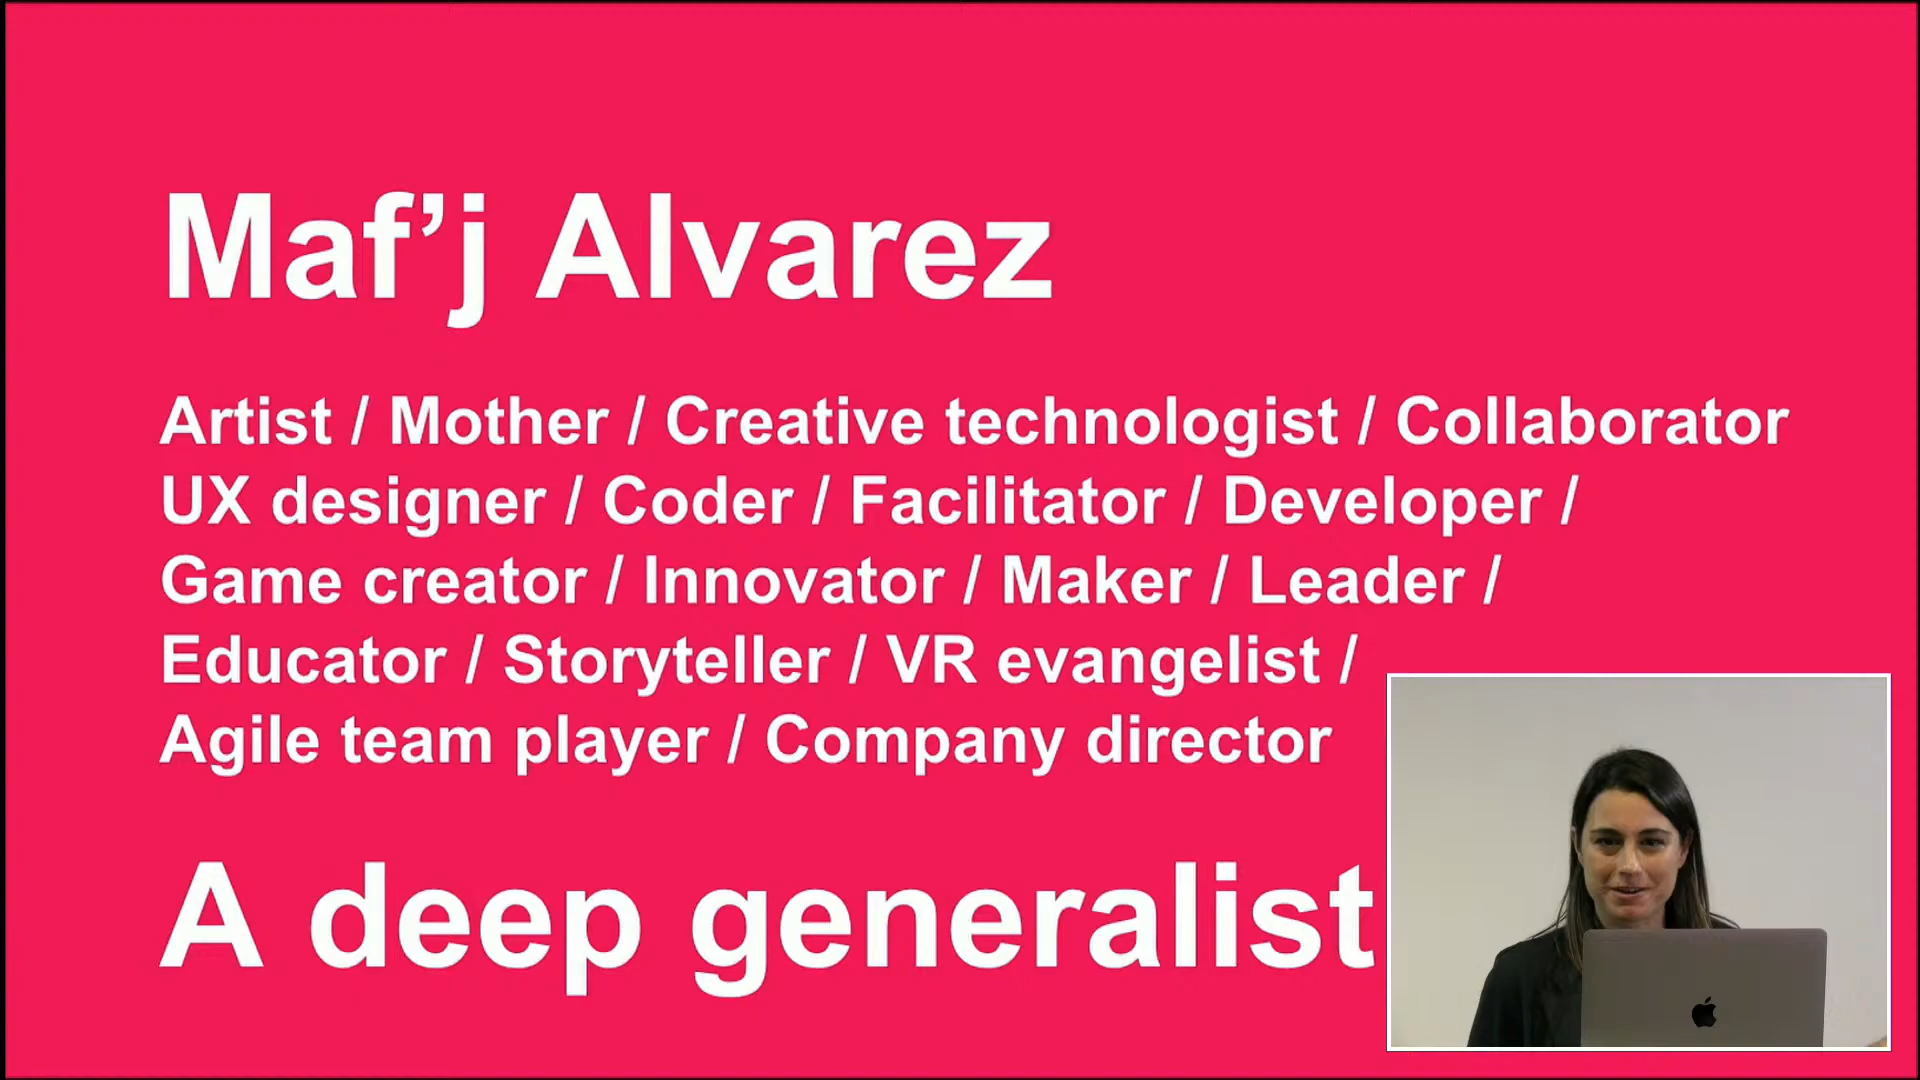 Maf’j Alvarez
Artist / Mother / Creative technologist / Collaborator
UX designer / Coder / Facilitator / Developer /
Game creator / Innovator / Maker / Leader /
Educator / Storyteller / VR evangelist /
Agile team player / Company director
A deep generalist